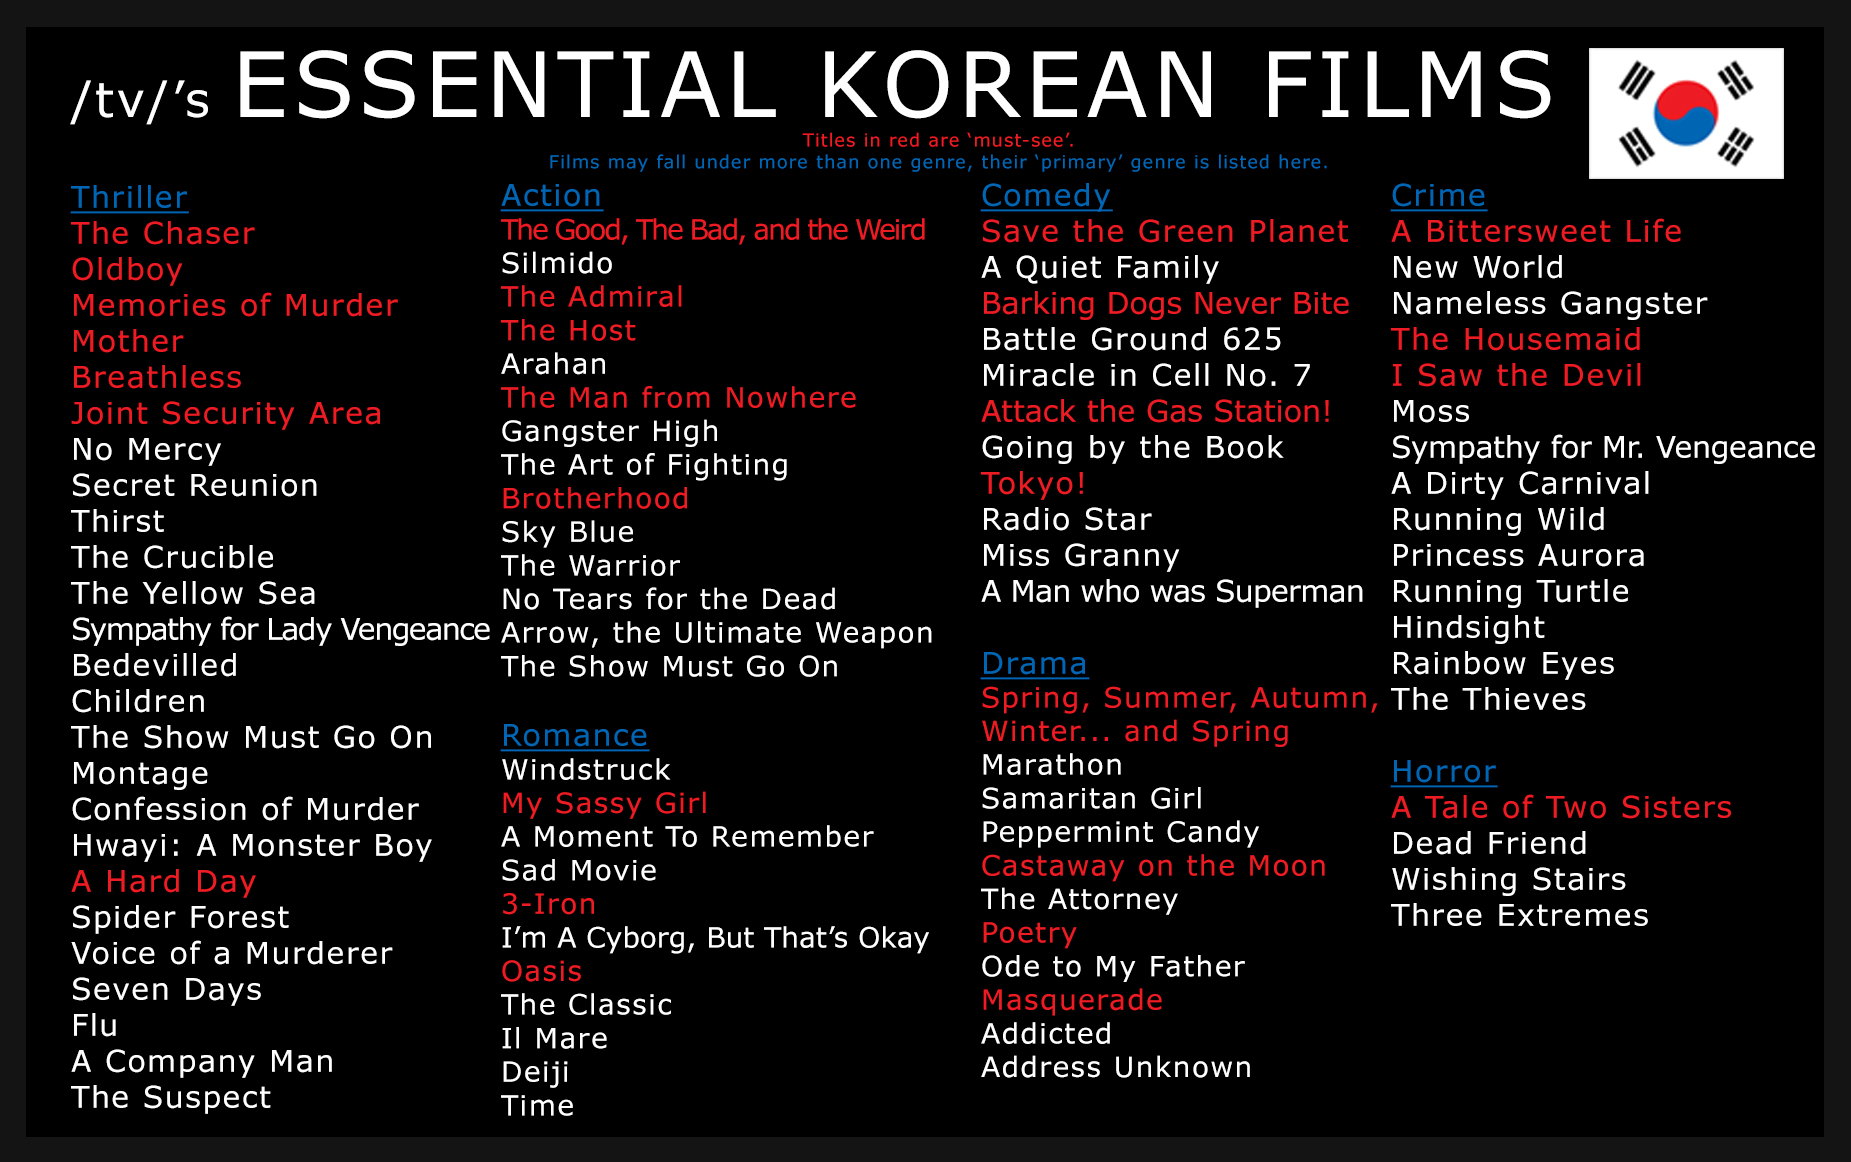 /tv/’s ESSENTIAL KOREAN FILMS
Titles in red are ‘must-see’.
Films may fall under more than one genre, their ‘primary’ genre is listed here.
Thriller
The Chaser
Oldboy
Memories of Murder
Mother
Breathless
Joint Security Area
No Mercy
Secret Reunion
Thirst
The Crucible
The Yellow Sea
Sympathy for Lady Vengeance
Bedevilled
Children
The Show Must Go On
Montage
Confession of Murder
Hwayi: A Monster Boy
A Hard Day
Spider Forest
Voice of a Murderer
Seven Days
Flu
A Company Man
The Suspect
Action
The Good, The Bad, and the Weird
Silmido
The Admiral
The Host
Arahan
The Man from Nowhere
Gangster High
The Art of Fighting
Brotherhood
Sky Blue
The Warrior
No Tears for the Dead
Arrow, the Ultimate Weapon
The Show Must Go On
Romance
Windstruck
My Sassy Girl
A Moment To Remember
Sad Movie
3-Iron
I’m A Cyborg, But That’s Okay
Oasis
The Classic
Il Mare
Deiji
Time
Comedy
Save the Green Planet
A Quiet Family
Barking Dogs Never Bite
Battle Ground 625
Miracle in Cell No. 7
Attack the Gas Station!
Going by the Book
Tokyo!
Radio Star
Miss Granny
A Man who was Superman
Drama
Spring, Summer, Autumn,
Winter... and Spring
Marathon
Samaritan Girl
Peppermint Candy
Castaway on the Moon
The Attorney
Poetry
Ode to My Father
Masquerade
Addicted
Address Unknown
Crime
A Bittersweet Life
New World
Nameless Gangster
The Housemaid
I Saw the Devil
Moss
Sympathy for Mr. Vengeance
A Dirty Carnival
Running Wild
Princess Aurora
Running Turtle
Hindsight
Rainbow Eyes
The Thieves
Horror
A Tale of Two Sisters
Dead Friend
Wishing Stairs
Three Extremes